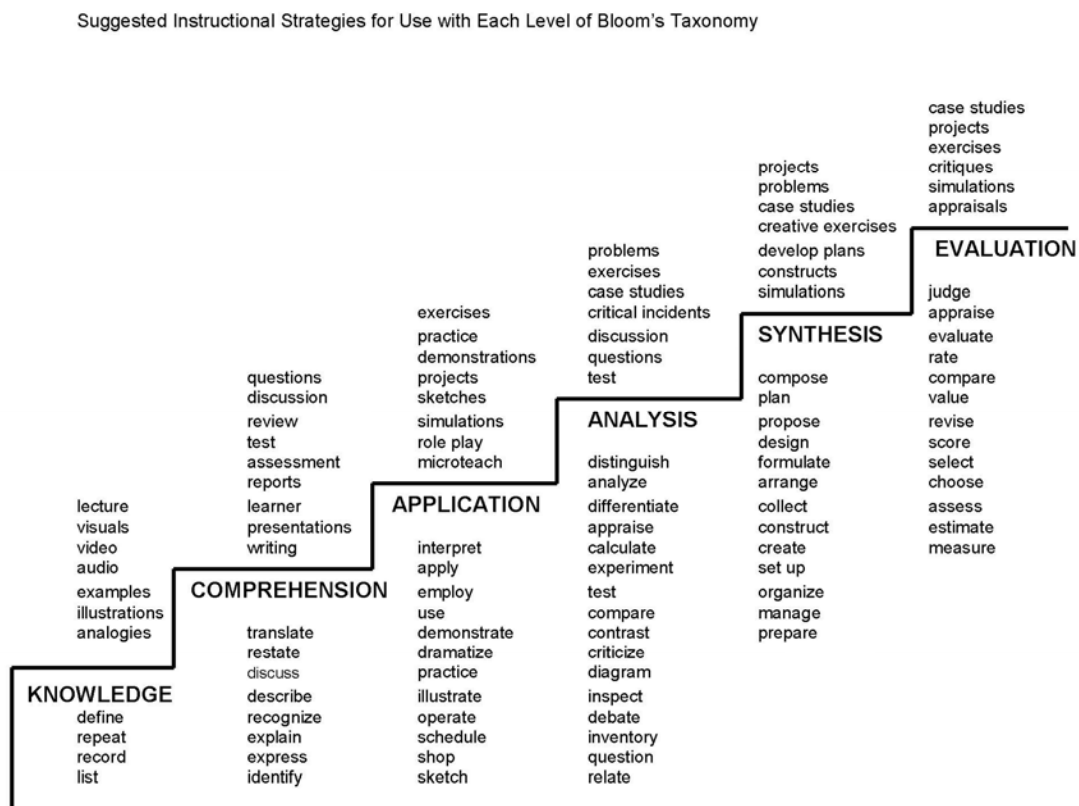 Suggested Instructional Strategies for Use with Each Level of Bloom's Taxonomy
lecture
visuals
video
audio
examples
illustrations
analogies
KNOWLEDGE
define
repeat
record
list
questions
discussion
review
test
assessment
reports
learner
presentations
writing
COMPREHENSION
translate
restate
discuss
describe
recognize
explain
express
identify
exercises
practice
demonstrations
projects
sketches
simulations
role play
microteach
APPLICATION
interpret
apply
employ
use
demonstrate
dramatize
practice
illustrate
operate
schedule
shop
sketch
problems
exercises
case studies
critical incidents
discussion
questions
test
ANALYSIS
distinguish
analyze
differentiate
appraise
calculate
experiment
test
compare
contrast
criticize
diagram
inspect
debate
inventory
question
relate
projects
problems
case studies
creative exercises
develop plans
constructs
simulations
SYNTHESIS
compose
plan
propose
design
formulate
arrange
collect
construct
create
set up
organize
manage
prepare
case studies
projects
exercises
critiques
simulations
appraisals
EVALUATION
judge
appraise
evaluate
rate
compare
value
revise
score
select
choose
assess
estimate
measure